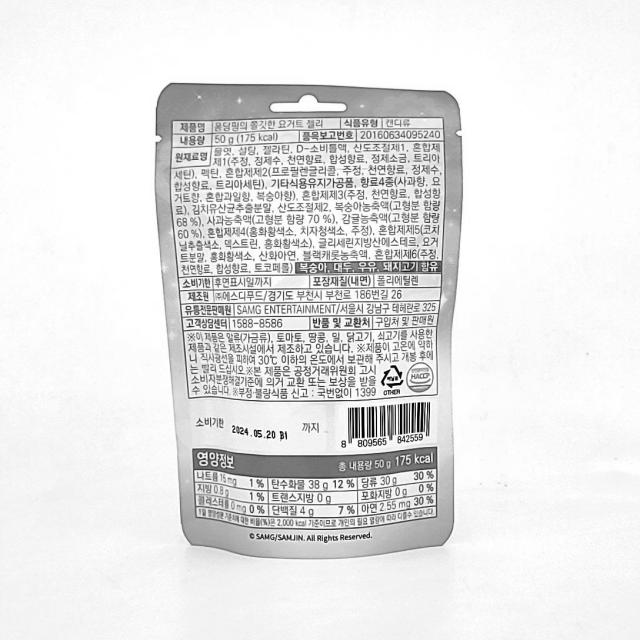 제품명 윤달핑의 쫄깃한 요거트 젤리 식품유형 캔디류
내용량 50 g (175 kcal) 품목보고번호 20160634095240
원재료명 물엿, 설탕, 젤라틴, D-소비톨액, 산도조절제1, 혼합제
제1(주정, 정제수, 천연향료, 합성향료, 정제소금, 트리아
세틴), 펙틴, 혼합제제2(프로필렌글리콜, 주정, 천연향료, 정제수,
합성향료, 트리아세틴), 기타식용유지가공품, 향료4종(사과향, 요
거트향, 혼합과일향, 복숭아향), 혼합제제3(주정, 천연향료, 합성향
료), 김치유산균추출분말, 산도조절제2, 복숭아농축액(고형분 함량
68 %), 사과농축액(고형분 함량 70 %), 감귤농축액(고형분 함량
60 %), 혼합제제4(홍화황색소, 치자청색소, 주정), 혼합제제5(코치
닐추출색소, 덱스트린, 홍화황색소), 글리세린지방산에스테르, 요거
트분말, 홍화황색소, 산화아연, 블랙캐롯농축액, 혼합제제6(주정,
천연향료, 합성향료, 토코페롤) 복숭아, 대두, 우유, 돼지고기 함유
소비기한 후면표시일까지 포장재질(내면) 폴리에틸렌
제조원 ㈜에스디푸드/경기도 부천시 부천로 186번길 26
유통전문판매원 SAMG ENTERTAINMENT/서울시 강남구 테헤란로 325
고객상담센터 1588-8586 반품 및 교환처 구입처 및 판매원
※이 제품은 알류(가금류), 토마토, 땅콩, 밀, 닭고기, 쇠고기를 사용한
제품과 같은 제조시설에서 제조하고 있습니다. ※제품이 고온에 약하
니 직사광선을 피하여 30℃ 이하의 온도에서 보관해 주시고 개봉 후에
는 빨리 드십시오. ※본 제품은 공정거래위원회 고시
소비자분쟁해결기준에 의거 교환 또는 보상을 받을
수 있습니다. ※부정·불량식품 신고 : 국번없이 1399
OTHER
HACCP
소비기한 2024.05.20 B1 까지
8 809565 842559
영양정보 총 내용량 50 g 175 kcal
나트륨 15 mg 1 % 탄수화물 38 g 12 % 당류 30 g 30 %
지방 0.8 g 1 % 트랜스지방 0 g 포화지방 0 g 0 %
콜레스테롤 0 mg 0 % 단백질 4 g 7 % 아연 2.55 mg 30 %
1일 영양성분 기준치에 대한 비율(%)은 2,000 kcal 기준이므로 개인의 필요 열량에 따라 다를 수 있습니다.
© SAMG/SAMJIN. All Rights Reserved.